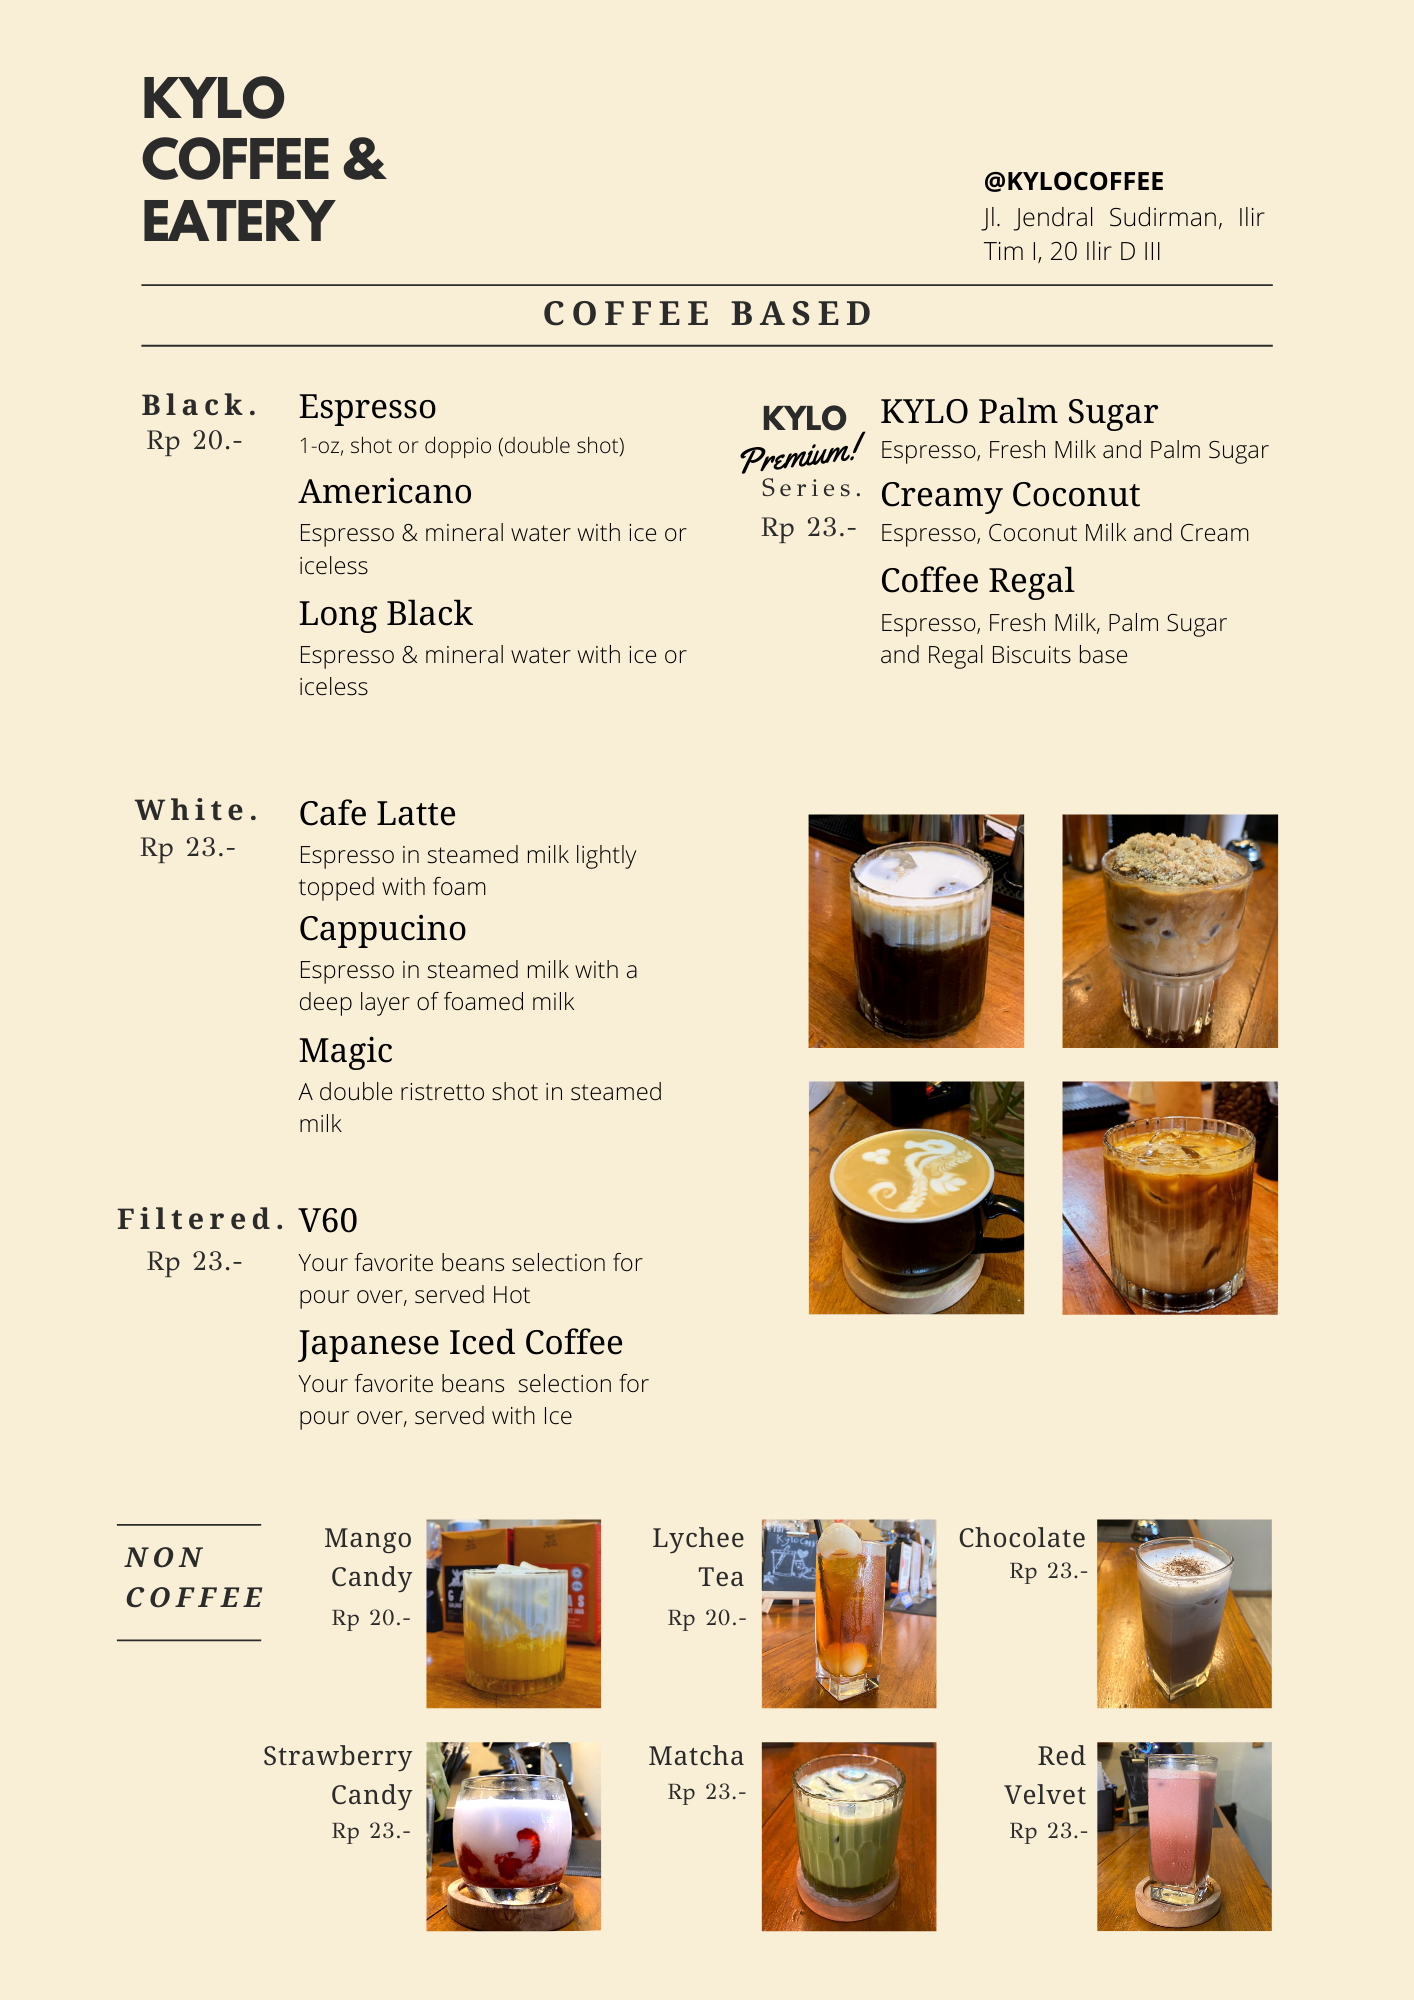 KYLO
COFFEE &
EATERY
@KYLOCOFFEE
Jl. Jendral Sudirman, Ilir
Tim I, 20 Ilir D III
COFFEE BASED
Black.
Rp 20.-
Espresso
1-oz, shot or doppio (double shot)
Americano
Espresso & mineral water with ice or
iceless
Long Black
Espresso & mineral water with ice or
iceless
KYLO
Premium!
Series.
Rp 23.-
KYLO Palm Sugar
Espresso, Fresh Milk and Palm Sugar
Creamy Coconut
Espresso, Coconut Milk and Cream
Coffee Regal
Espresso, Fresh Milk, Palm Sugar
and Regal Biscuits base
White.
Rp 23.-
Cafe Latte
Espresso in steamed milk lightly
topped with foam
Cappucino
Espresso in steamed milk with a
deep layer of foamed milk
Magic
A double ristretto shot in steamed
milk
Filtered.
Rp 23.-
V60
Your favorite beans selection for
pour over, served Hot
Japanese Iced Coffee
Your favorite beans  selection for
pour over, served with Ice
NON
COFFEE
Mango
Candy
Rp 20.-
Lychee
Tea
Rp 20.-
Chocolate
Rp 23.-
Strawberry
Candy
Rp 23.-
Matcha
Rp 23.-
Red
Velvet
Rp 23.-